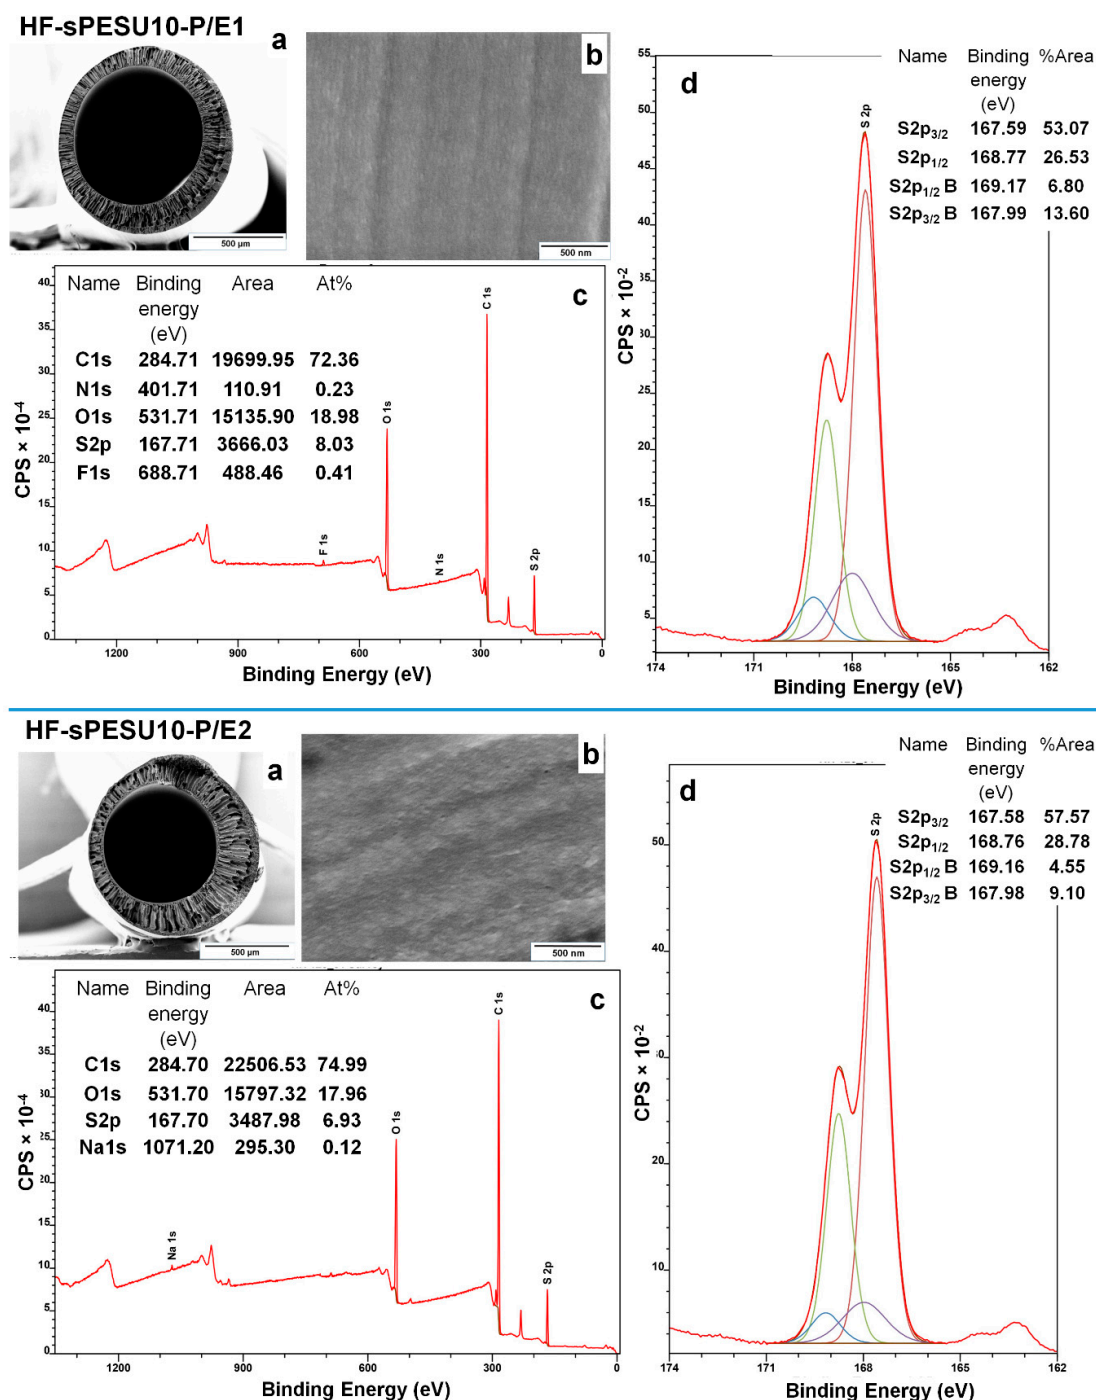 HF-sPESU10-P/E1
a
500 µm
b
500 nm
c
Name Binding energy (eV) Area At%
C1s 284.71 19699.95 72.36
N1s 401.71 110.91 0.23
O1s 531.71 15135.90 18.98
S2p 167.71 3666.03 8.03
F1s 688.71 488.46 0.41
CPS × 10⁻⁴
40
35
30
25
20
15
10
5
0
F 1s
O 1s
N 1s
C 1s
S 2p
1200 900 600 300 0
Binding Energy (eV)
d
Name Binding energy (eV) %Area
S2p3/2 167.59 53.07
S2p1/2 168.77 26.53
S2p1/2 B 169.17 6.80
S2p3/2 B 167.99 13.60
S 2p
CPS × 10⁻²
55
50
45
40
35
30
25
20
15
10
5
174 171 168 165 162
Binding Energy (eV)
HF-sPESU10-P/E2
a
500 µm
b
500 nm
c
Name Binding energy (eV) Area At%
C1s 284.70 22506.53 74.99
O1s 531.70 15797.32 17.96
S2p 167.70 3487.98 6.93
Na1s 1071.20 295.30 0.12
CPS × 10⁻⁴
40
35
30
25
20
15
10
5
0
Na 1s
O 1s
C 1s
S 2p
1200 900 600 300 0
Binding Energy (eV)
d
Name Binding energy (eV) %Area
S2p3/2 167.58 57.57
S2p1/2 168.76 28.78
S2p1/2 B 169.16 4.55
S2p3/2 B 167.98 9.10
S 2p
CPS × 10⁻²
50
40
20
174 171 168 165 162
Binding Energy (eV)